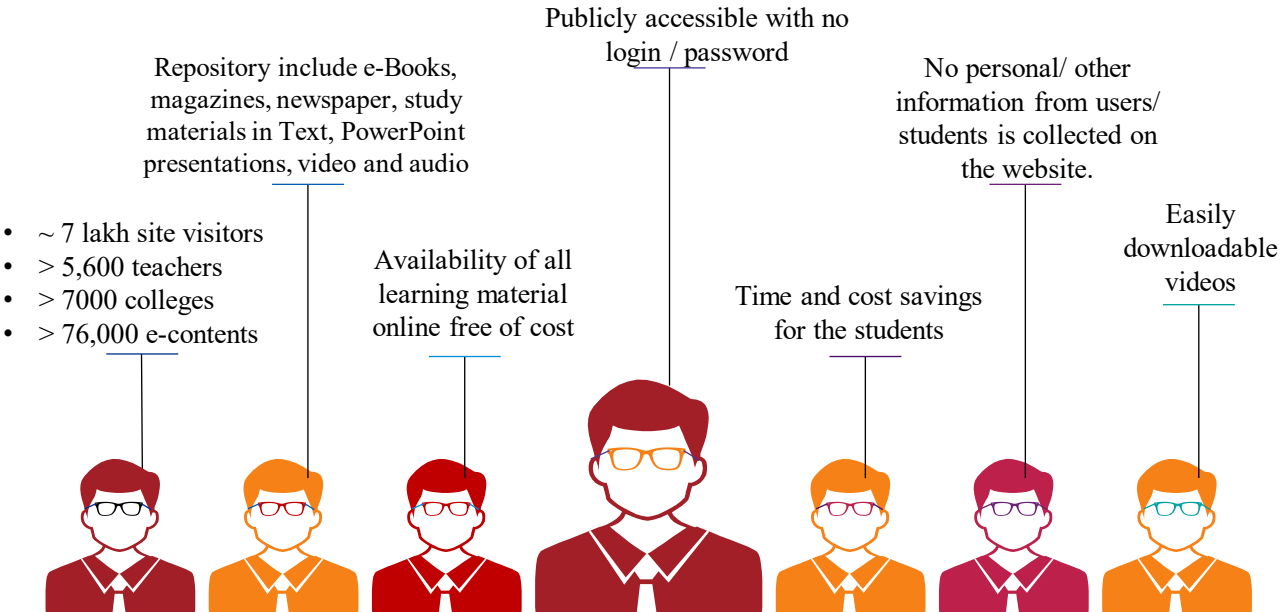 • ~ 7 lakh site visitors
• > 5,600 teachers
• > 7000 colleges
• > 76,000 e-contents
Repository include e-Books,
magazines, newspaper, study
materials in Text, PowerPoint
presentations, video and audio
Availability of all
learning material
online free of cost
Publicly accessible with no
login / password
Time and cost savings
for the students
No personal/ other
information from users/
students is collected on
the website.
Easily
downloadable
videos